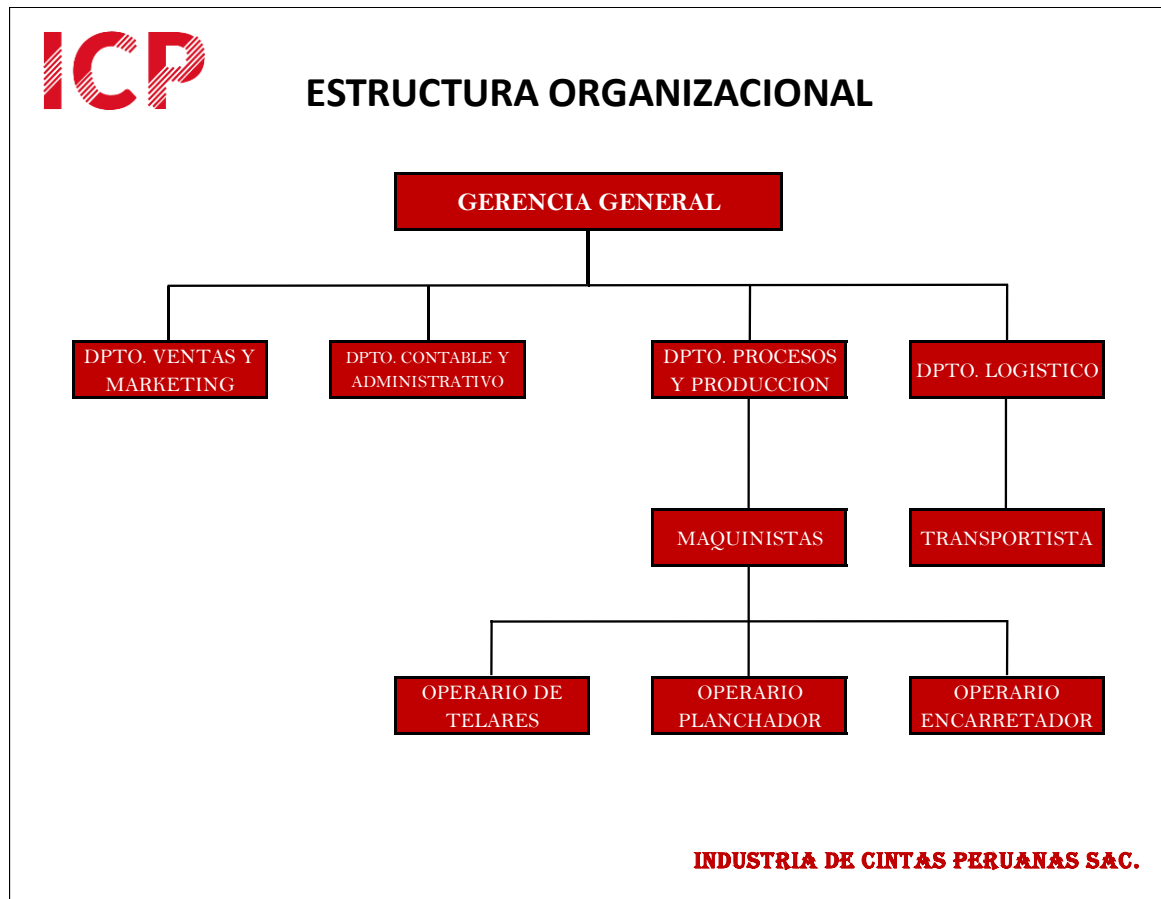 ICP
ESTRUCTURA ORGANIZACIONAL
GERENCIA GENERAL
DPTO. VENTAS Y
MARKETING
DPTO. CONTABLE Y
ADMINISTRATIVO
DPTO. PROCESOS
Y PRODUCCION
DPTO. LOGISTICO
MAQUINISTAS
TRANSPORTISTA
OPERARIO DE
TELARES
OPERARIO
PLANCHADOR
OPERARIO
ENCARRETADOR
INDUSTRIA DE CINTAS PERUANAS SAC.